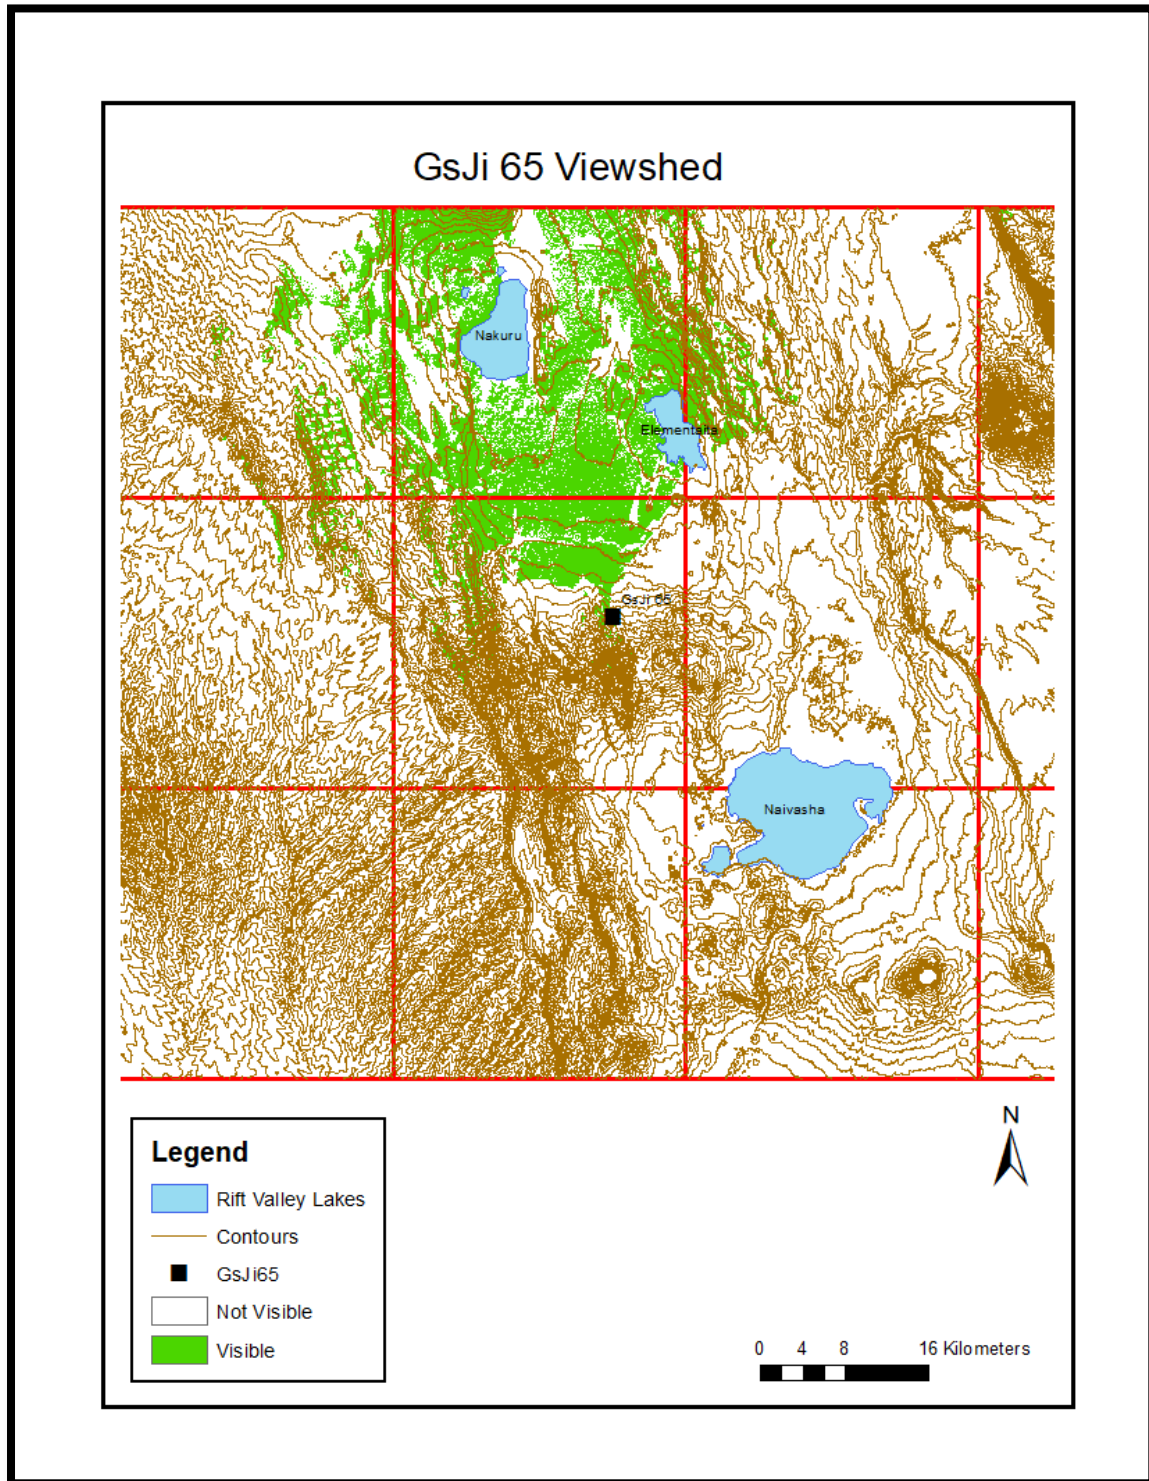 GsJi 65 Viewshed
Nakuru
Elementaita
GsJi 65
Naivasha
N
Legend
Rift Valley Lakes
Contours
GsJi65
Not Visible
Visible
0 4 8 16 Kilometers